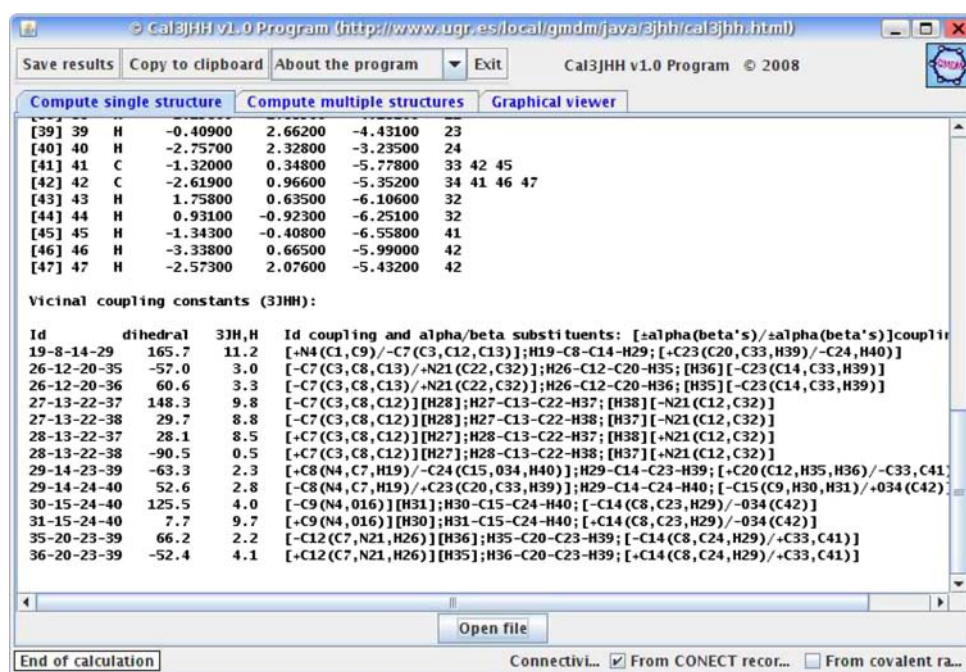 © Cal3JHH v1.0 Program (http://www.ugr.es/local/gmdm/java/3jhh/cal3jhh.html)
Save results Copy to clipboard About the program Exit Cal3JHH v1.0 Program © 2008
GMDM
Compute single structure Compute multiple structures Graphical viewer
[39] 39 H -0.40900 2.66200 -4.43100 23
[40] 40 H -2.75700 2.32800 -3.23500 24
[41] 41 C -1.32000 0.34800 -5.77800 33 42 45
[42] 42 C -2.61900 0.96600 -5.35200 34 41 46 47
[43] 43 H 1.75800 0.63500 -6.10600 32
[44] 44 H 0.93100 -0.92300 -6.25100 32
[45] 45 H -1.34300 -0.40800 -6.55800 41
[46] 46 H -3.33800 0.66500 -5.99000 42
[47] 47 H -2.57300 2.07600 -5.43200 42
Vicinal coupling constants (3JHH):
Id dihedral 3JH,H Id coupling and alpha/beta substituents: [±alpha(beta's)/±alpha(beta's)]couplin
19-8-14-29 165.7 11.2 [+N4(C1,C9)/-C7(C3,C12,C13)];H19-C8-C14-H29;[+C23(C20,C33,H39)/-C24,H40)]
26-12-20-35 -57.0 3.0 [-C7(C3,C8,C13)/+N21(C22,C32)];H26-C12-C20-H35;[H36][-C23(C14,C33,H39)]
26-12-20-36 60.6 3.3 [-C7(C3,C8,C13)/+N21(C22,C32)];H26-C12-C20-H36;[H35][-C23(C14,C33,H39)]
27-13-22-37 148.3 9.8 [-C7(C3,C8,C12)][H28];H27-C13-C22-H37;[H38][-N21(C12,C32)]
27-13-22-38 29.7 8.8 [-C7(C3,C8,C12)][H28];H27-C13-C22-H38;[H37][-N21(C12,C32)]
28-13-22-37 28.1 8.5 [+C7(C3,C8,C12)][H27];H28-C13-C22-H37;[H38][+N21(C12,C32)]
28-13-22-38 -90.5 0.5 [+C7(C3,C8,C12)][H27];H28-C13-C22-H38;[H37][+N21(C12,C32)]
29-14-23-39 -63.3 2.3 [+C8(N4,C7,H19)/-C24(C15,O34,H40)];H29-C14-C23-H39;[+C20(C12,H35,H36)/-C33,C41)
29-14-24-40 52.6 2.8 [-C8(N4,C7,H19)/+C23(C20,C33,H39)];H29-C14-C24-H40;[-C15(C9,H30,H31)/+O34(C42)]
30-15-24-40 125.5 4.0 [-C9(N4,O16)][H31];H30-C15-C24-H40;[-C14(C8,C23,H29)/+O34(C42)]
31-15-24-40 7.7 9.7 [+C9(N4,O16)][H30];H31-C15-C24-H40;[+C14(C8,C23,H29)/-O34(C42)]
35-20-23-39 66.2 2.2 [-C12(C7,N21,H26)][H36];H35-C20-C23-H39;[-C14(C8,C24,H29)/+C33,C41)]
36-20-23-39 -52.4 4.1 [+C12(C7,N21,H26)][H35];H36-C20-C23-H39;[-C14(C8,C24,H29)/+C33,C41)]
Open file
End of calculation Connectivi... From CONECT recor... From covalent ra...